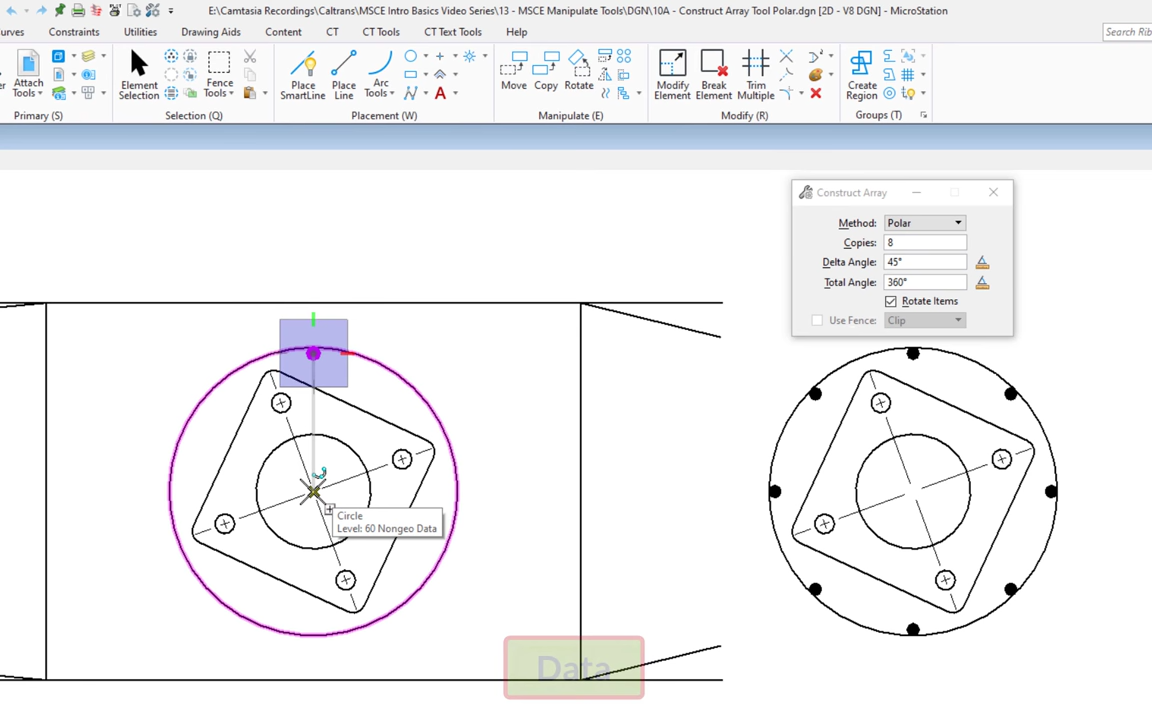 E:\Camtasia Recordings\Caltrans\MSCE Intro Basics Video Series\13 - MSCE Manipulate Tools\DGN\10A - Construct Array Tool Polar.dgn [2D - V8 DGN] - MicroStation
urves Constraints Utilities Drawing Aids Content CT CT Tools CT Text Tools Help Search Rib
er Attach Tools Element Selection Fence Tools Place SmartLine Place Line Arc Tools A Move Copy Rotate Modify Element Break Element Trim Multiple Create Region
Primary (S) Selection (Q) Placement (W) Manipulate (E) Modify (R) Groups (T)
Construct Array
Method: Polar
Copies: 8
Delta Angle: 45°
Total Angle: 360°
Rotate Items
Use Fence: Clip
Circle
Level: 60 Nongeo Data
Data